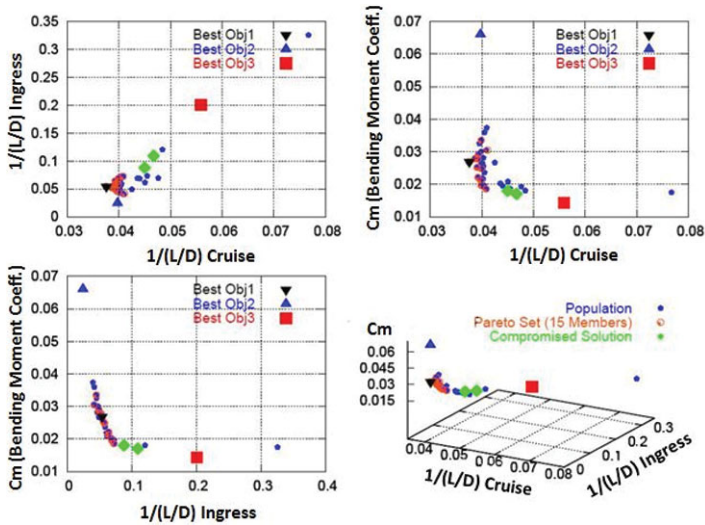 0.35
0.3
0.25
0.2
0.15
0.1
0.05
0
1/(L/D) Ingress
Best Obj1
Best Obj2
Best Obj3
0.03 0.04 0.05 0.06 0.07 0.08
1/(L/D) Cruise
0.07
0.06
0.05
0.04
0.03
0.02
0.01
Cm (Bending Moment Coeff.)
Best Obj1
Best Obj2
Best Obj3
0.03 0.04 0.05 0.06 0.07 0.08
1/(L/D) Cruise
0.07
0.06
0.05
0.04
0.03
0.02
0.01
Cm (Bending Moment Coeff.)
Best Obj1
Best Obj2
Best Obj3
0 0.1 0.2 0.3 0.4
1/(L/D) Ingress
Population
Pareto Set (15 Members)
Compromised Solution
Cm
0.06
0.045
0.03
0.015
0.04 0.05 0.06 0.07 0.08
1/(L/D) Cruise
0 0.1 0.2 0.3
1/(L/D) Ingress